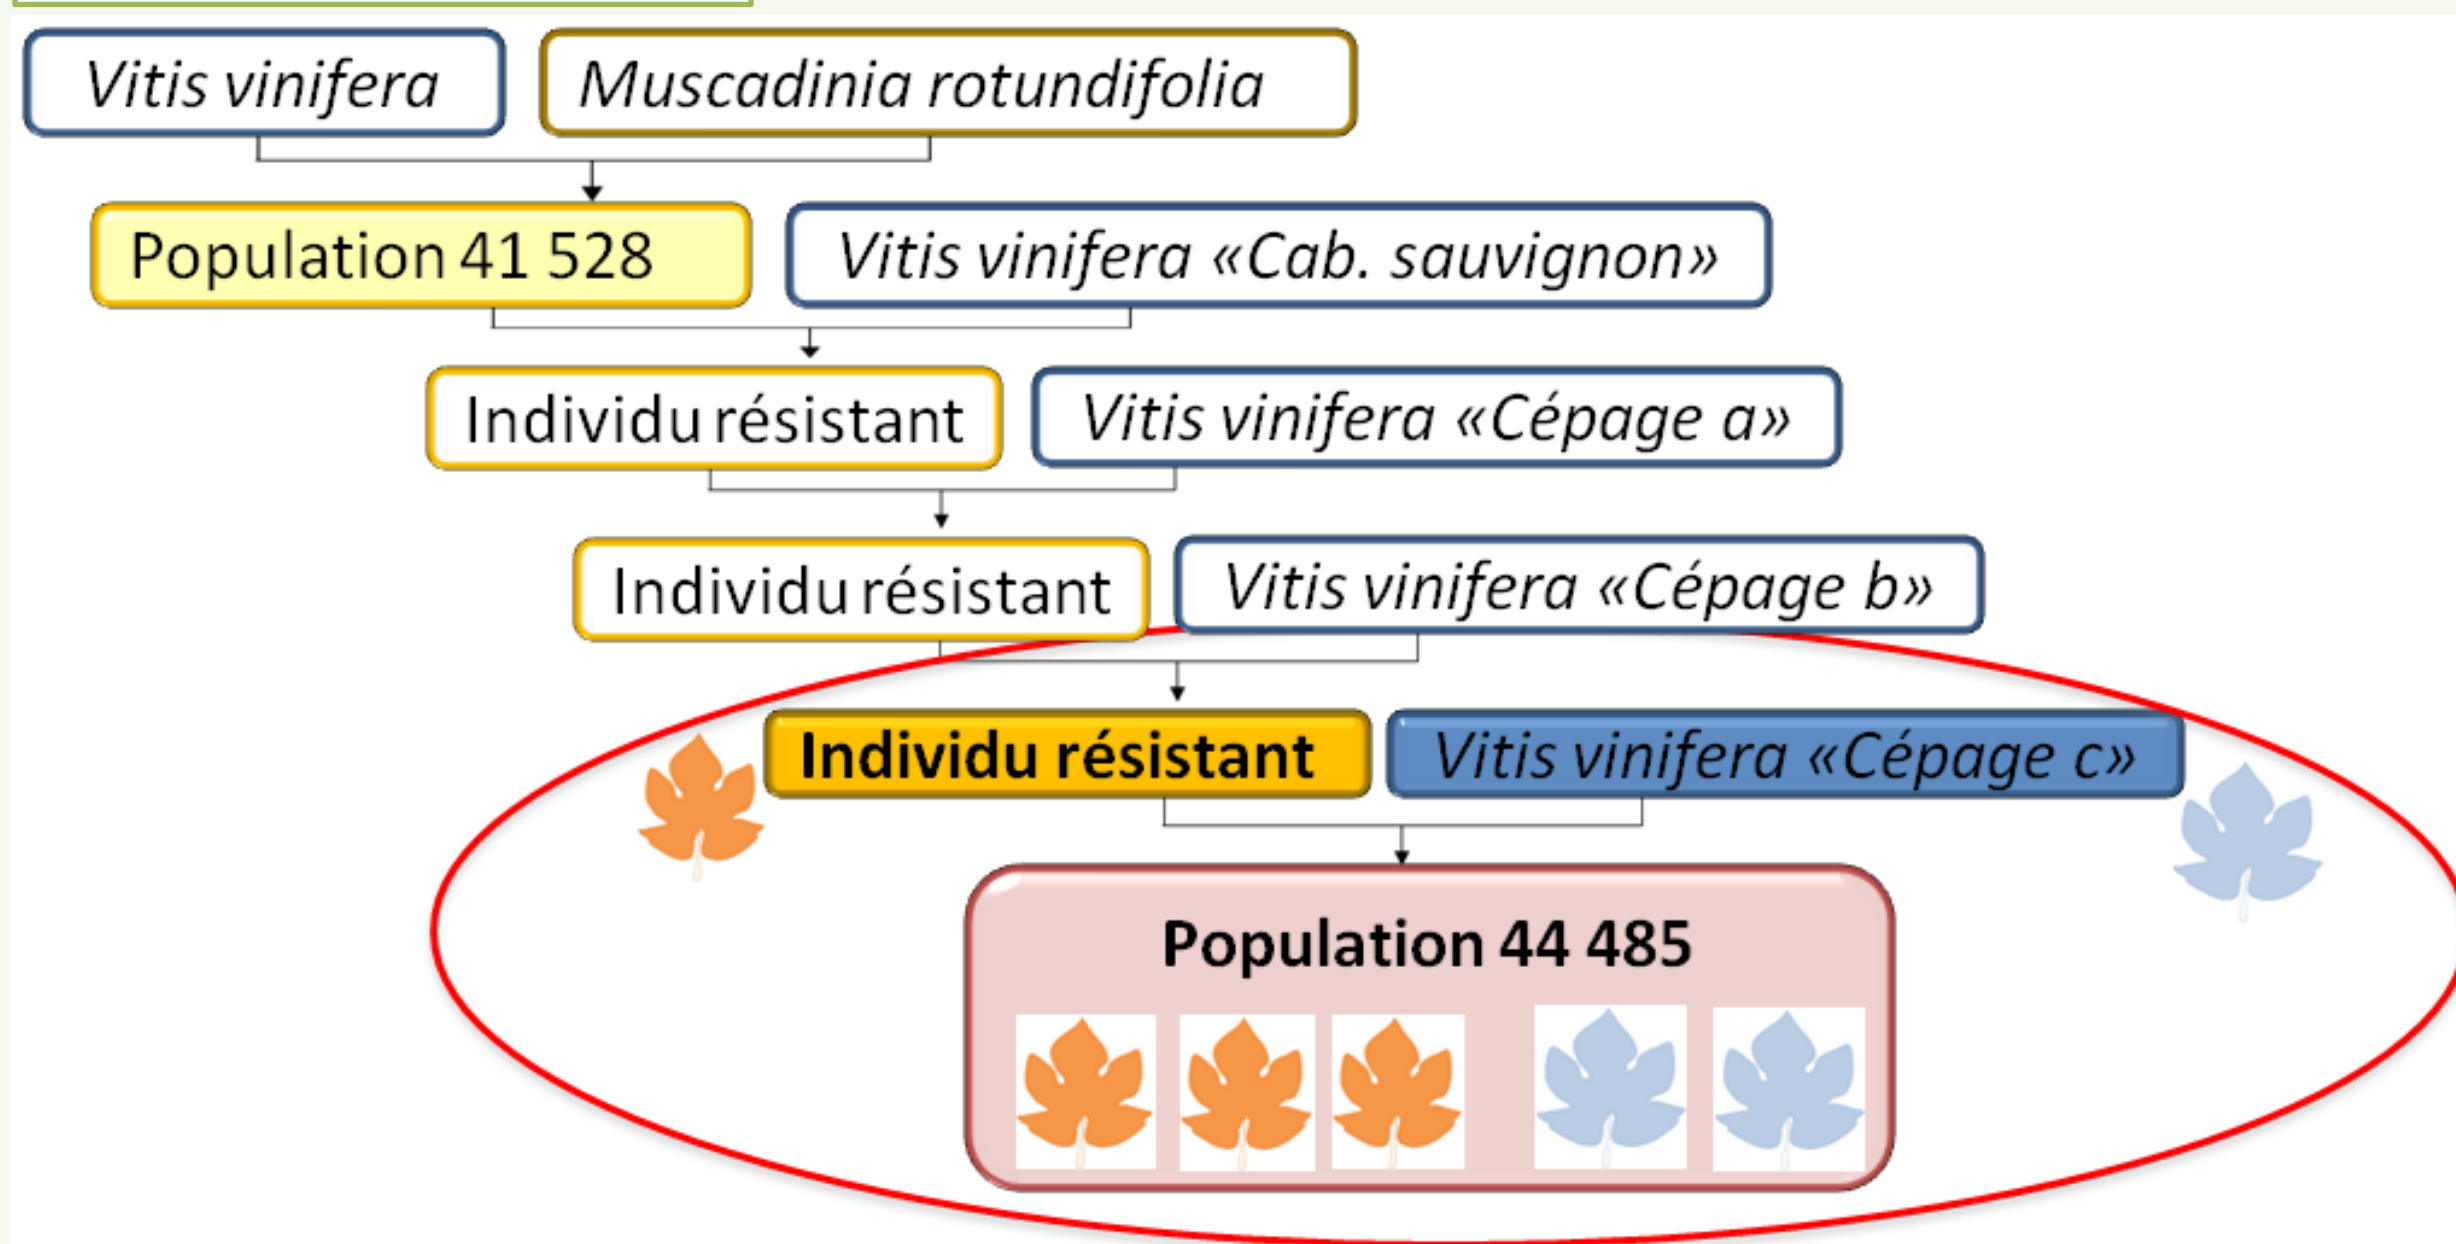 Vitis vinifera
Muscadinia rotundifolia
Population 41 528
Vitis vinifera «Cab. sauvignon»
Individu résistant
Vitis vinifera «Cépage a»
Individu résistant
Vitis vinifera «Cépage b»
Individu résistant
Vitis vinifera «Cépage c»
Population 44 485